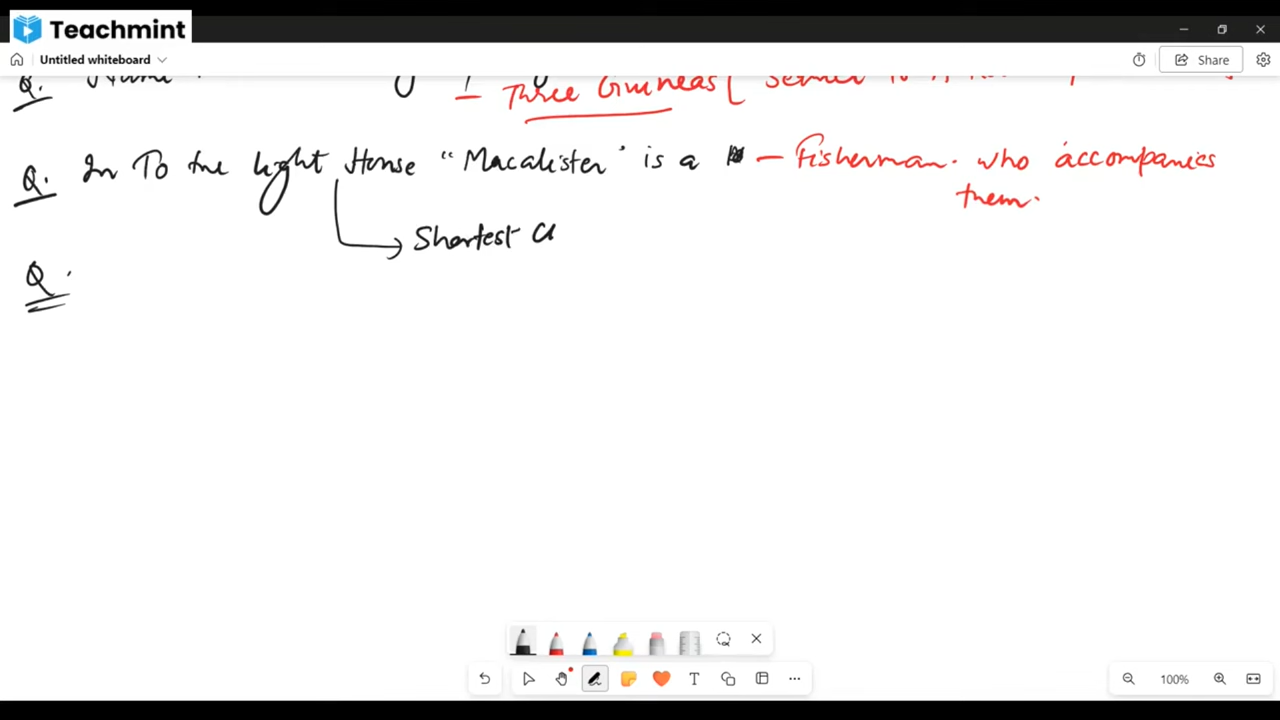 Teachmint
Untitled whiteboard
Share
Q.
— Three Guineas (
Q. In To the Light House "Macalister" is a — Fisherman. who accompanies
them.
Shortest
Q.
100%